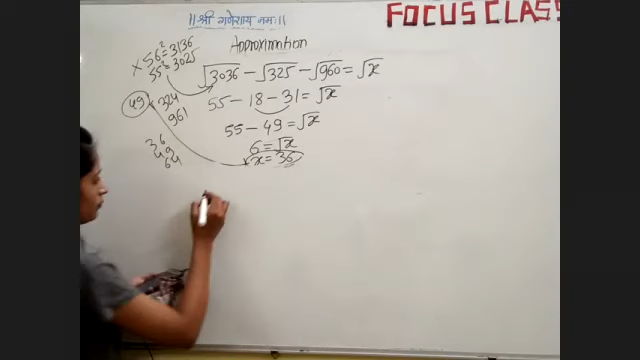 ||श्री गणेशाय नमः||
FOCUS CLASS
Approximation
×56²=3136
55²=3025
√3036 - √325 - √960 = √x
55 - 18 - 31 = √x
49
324
961
55 - 49 = √x
6 = √x
x = 36
36
49
64